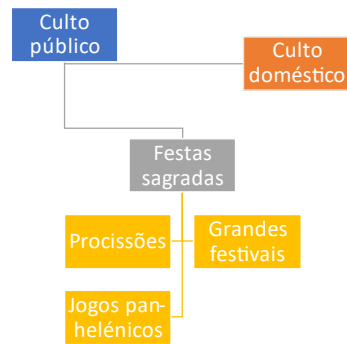 Culto
público
Culto
doméstico
Festas
sagradas
Procissões
Grandes
festivais
Jogos pan-
helénicos